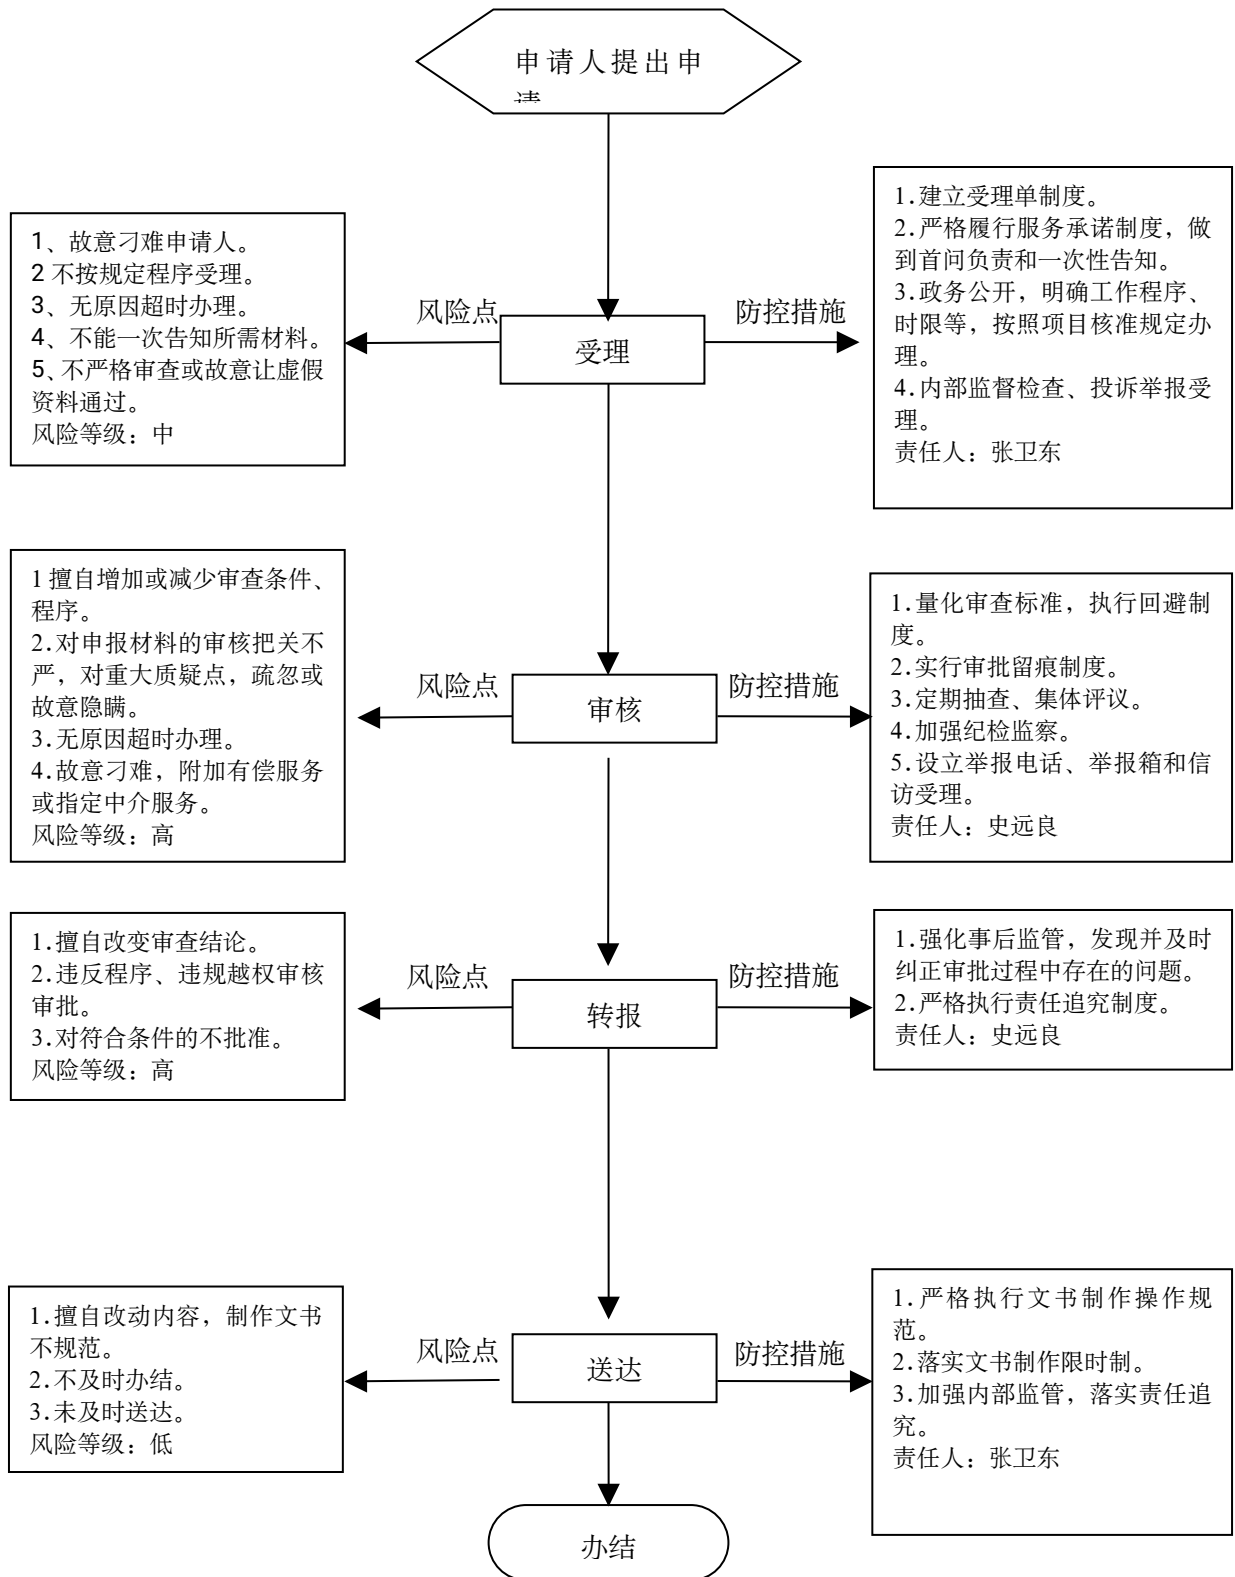 申请人提出申
请
1、故意刁难申请人。
2 不按规定程序受理。
3、无原因超时办理。
4、不能一次告知所需材料。
5、不严格审查或故意让虚假
资料通过。
风险等级：中
风险点
受理
防控措施
1.建立受理单制度。
2.严格履行服务承诺制度，做
到首问负责和一次性告知。
3.政务公开，明确工作程序、
时限等，按照项目核准规定办
理。
4.内部监督检查、投诉举报受
理。
责任人：张卫东
1 擅自增加或减少审查条件、
程序。
2.对申报材料的审核把关不
严，对重大质疑点，疏忽或
故意隐瞒。
3.无原因超时办理。
4.故意刁难，附加有偿服务
或指定中介服务。
风险等级：高
风险点
审核
防控措施
1.量化审查标准，执行回避制
度。
2.实行审批留痕制度。
3.定期抽查、集体评议。
4.加强纪检监察。
5.设立举报电话、举报箱和信
访受理。
责任人：史远良
1.擅自改变审查结论。
2.违反程序、违规越权审核
审批。
3.对符合条件的不批准。
风险等级：高
风险点
转报
防控措施
1.强化事后监管，发现并及时
纠正审批过程中存在的问题。
2.严格执行责任追究制度。
责任人：史远良
1.擅自改动内容，制作文书
不规范。
2.不及时办结。
3.未及时送达。
风险等级：低
风险点
送达
防控措施
1.严格执行文书制作操作规
范。
2.落实文书制作限时制。
3.加强内部监管，落实责任追
究。
责任人：张卫东
办结